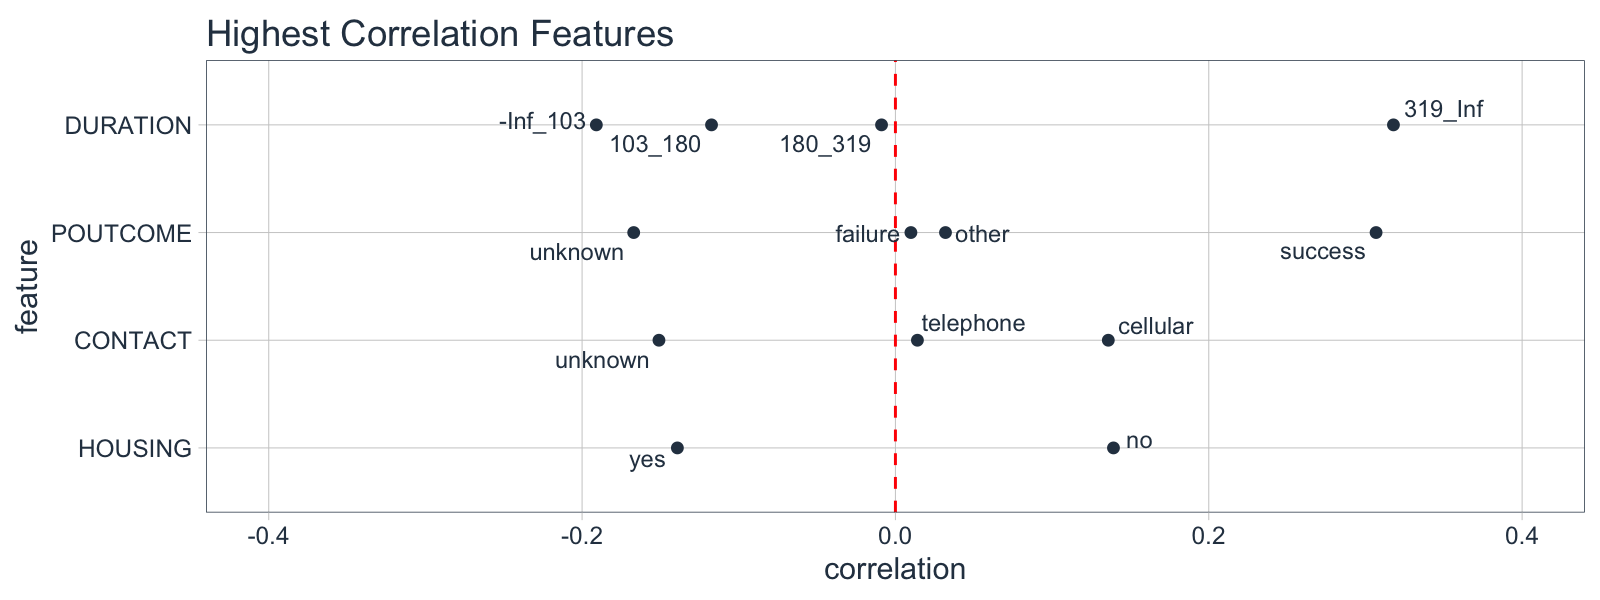 Highest Correlation Features
feature
DURATION
-Inf_103
103_180
180_319
319_Inf
POUTCOME
unknown
failure
other
success
CONTACT
unknown
telephone
cellular
HOUSING
yes
no
-0.4
-0.2
0.0
0.2
0.4
correlation